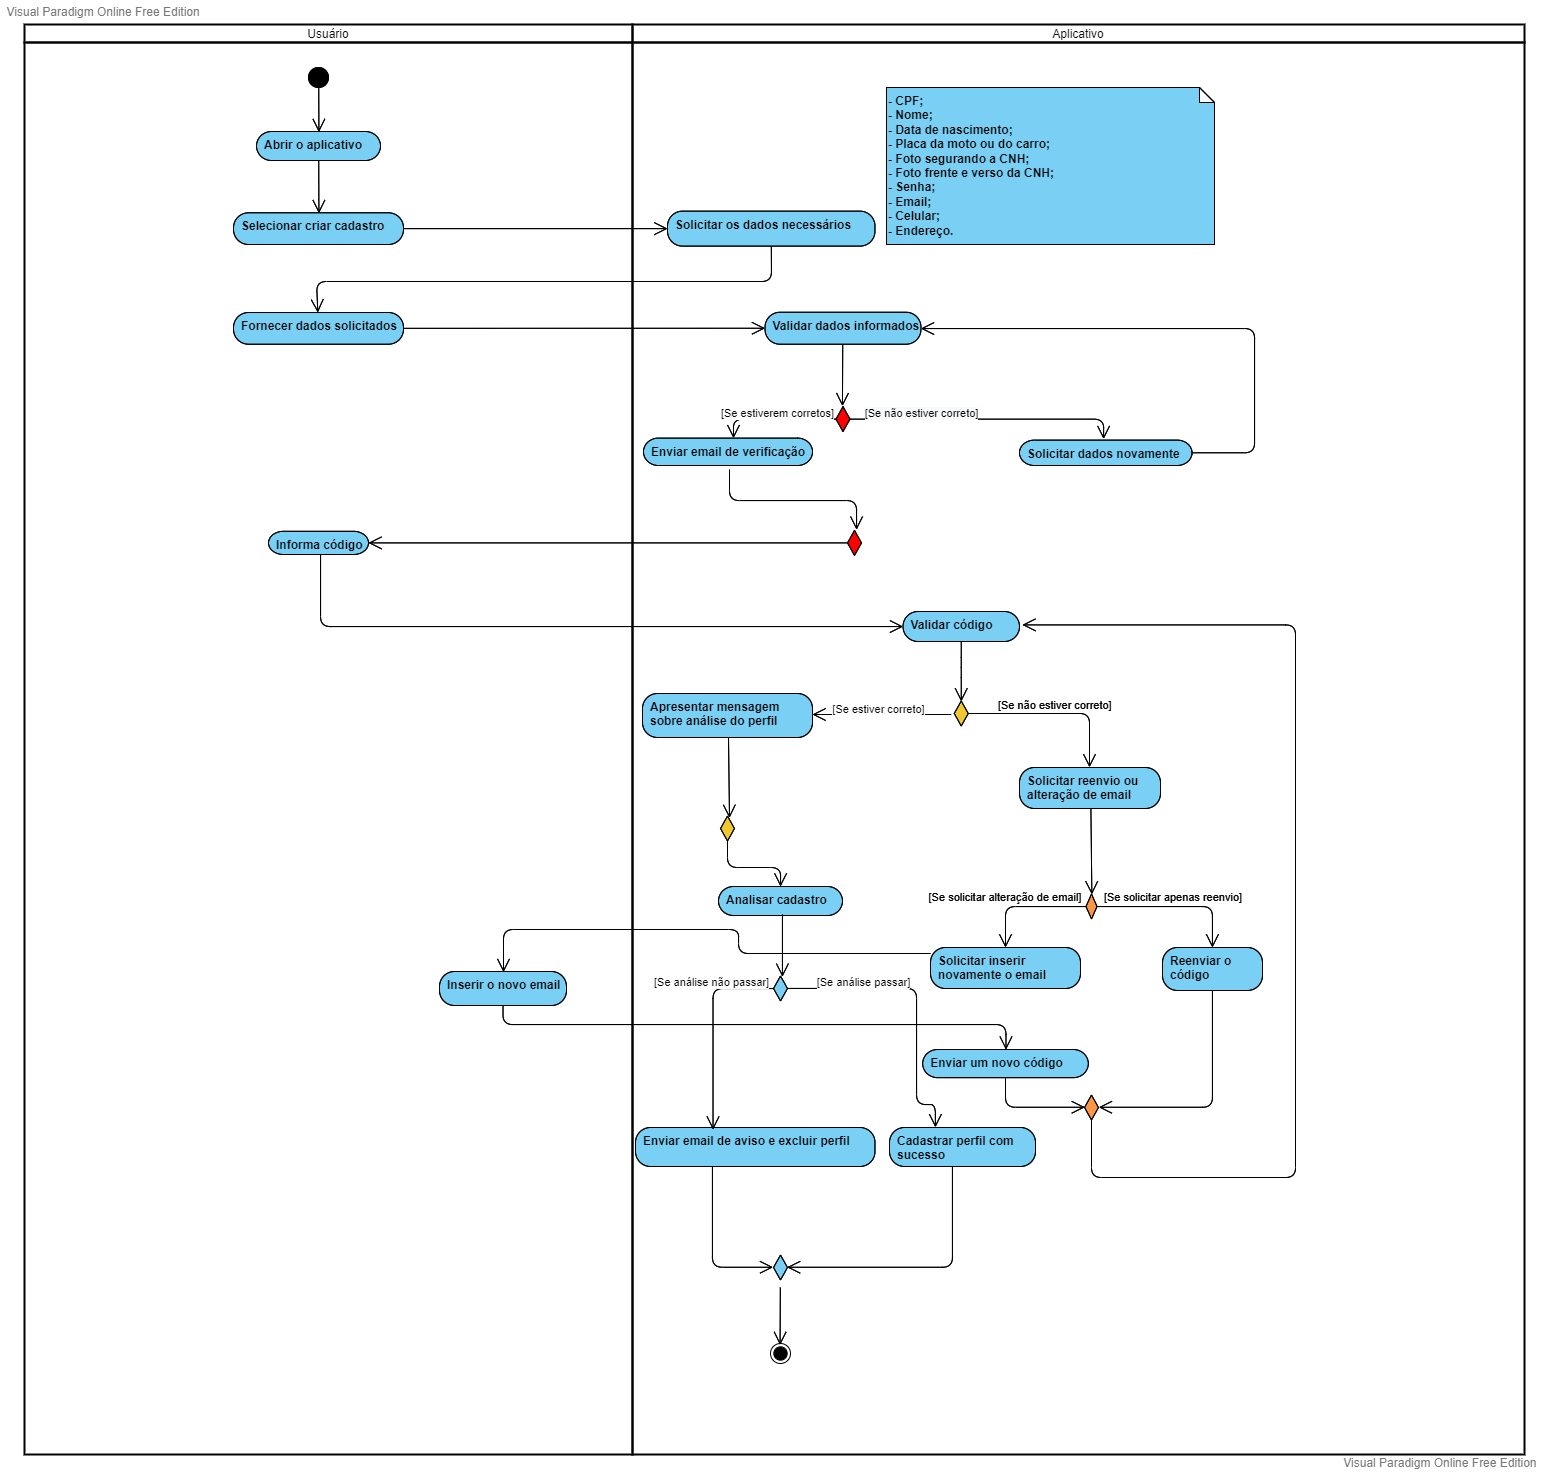 Visual Paradigm Online Free Edition
Usuário
Aplicativo
- CPF;
- Nome;
- Data de nascimento;
- Placa da moto ou do carro;
- Foto segurando a CNH;
- Foto frente e verso da CNH;
- Senha;
- Email;
- Celular;
- Endereço.
Abrir o aplicativo
Selecionar criar cadastro
Solicitar os dados necessários
Fornecer dados solicitados
Validar dados informados
[Se estiverem corretos]
[Se não estiver correto]
Enviar email de verificação
Solicitar dados novamente
Informa código
Validar código
Apresentar mensagem
sobre análise do perfil
[Se estiver correto]
[Se não estiver correto]
Solicitar reenvio ou
alteração de email
Analisar cadastro
[Se solicitar alteração de email]
[Se solicitar apenas reenvio]
Solicitar inserir
novamente o email
Reenviar o
código
Inserir o novo email
[Se análise não passar]
[Se análise passar]
Enviar um novo código
Enviar email de aviso e excluir perfil
Cadastrar perfil com
sucesso
Visual Paradigm Online Free Edition